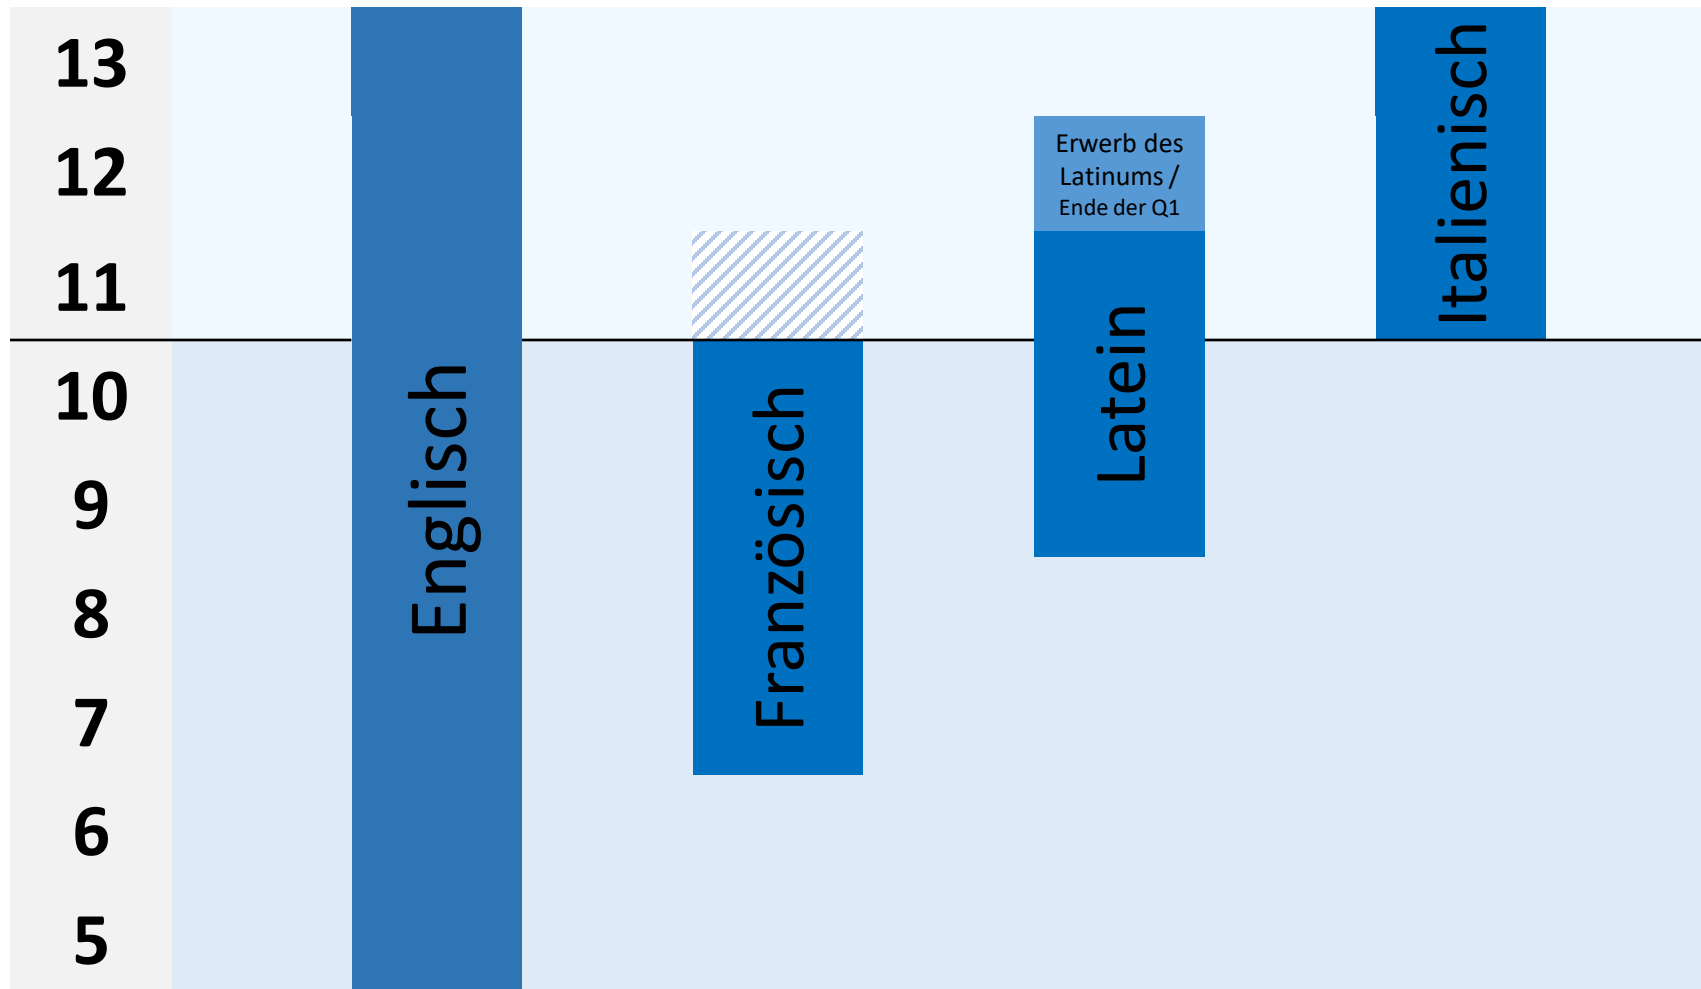 13
12
11
10
9
8
7
6
5
Englisch
Französisch
Latein
Erwerb des
Latinums /
Ende der Q1
Italienisch